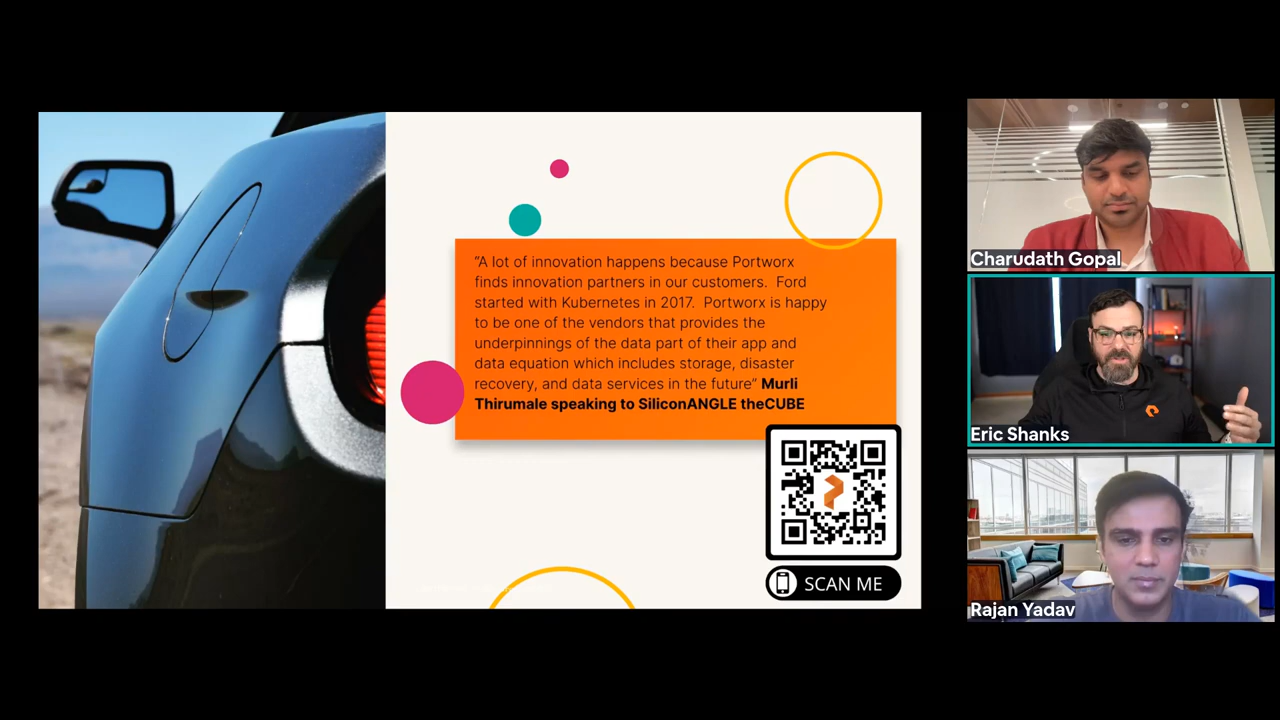 “A lot of innovation happens because Portworx
finds innovation partners in our customers.  Ford
started with Kubernetes in 2017.  Portworx is happy
to be one of the vendors that provides the
underpinnings of the data part of their app and
data equation which includes storage, disaster
recovery, and data services in the future” Murli
Thirumale speaking to SiliconANGLE theCUBE
SCAN ME
Charudath Gopal
Eric Shanks
Rajan Yadav